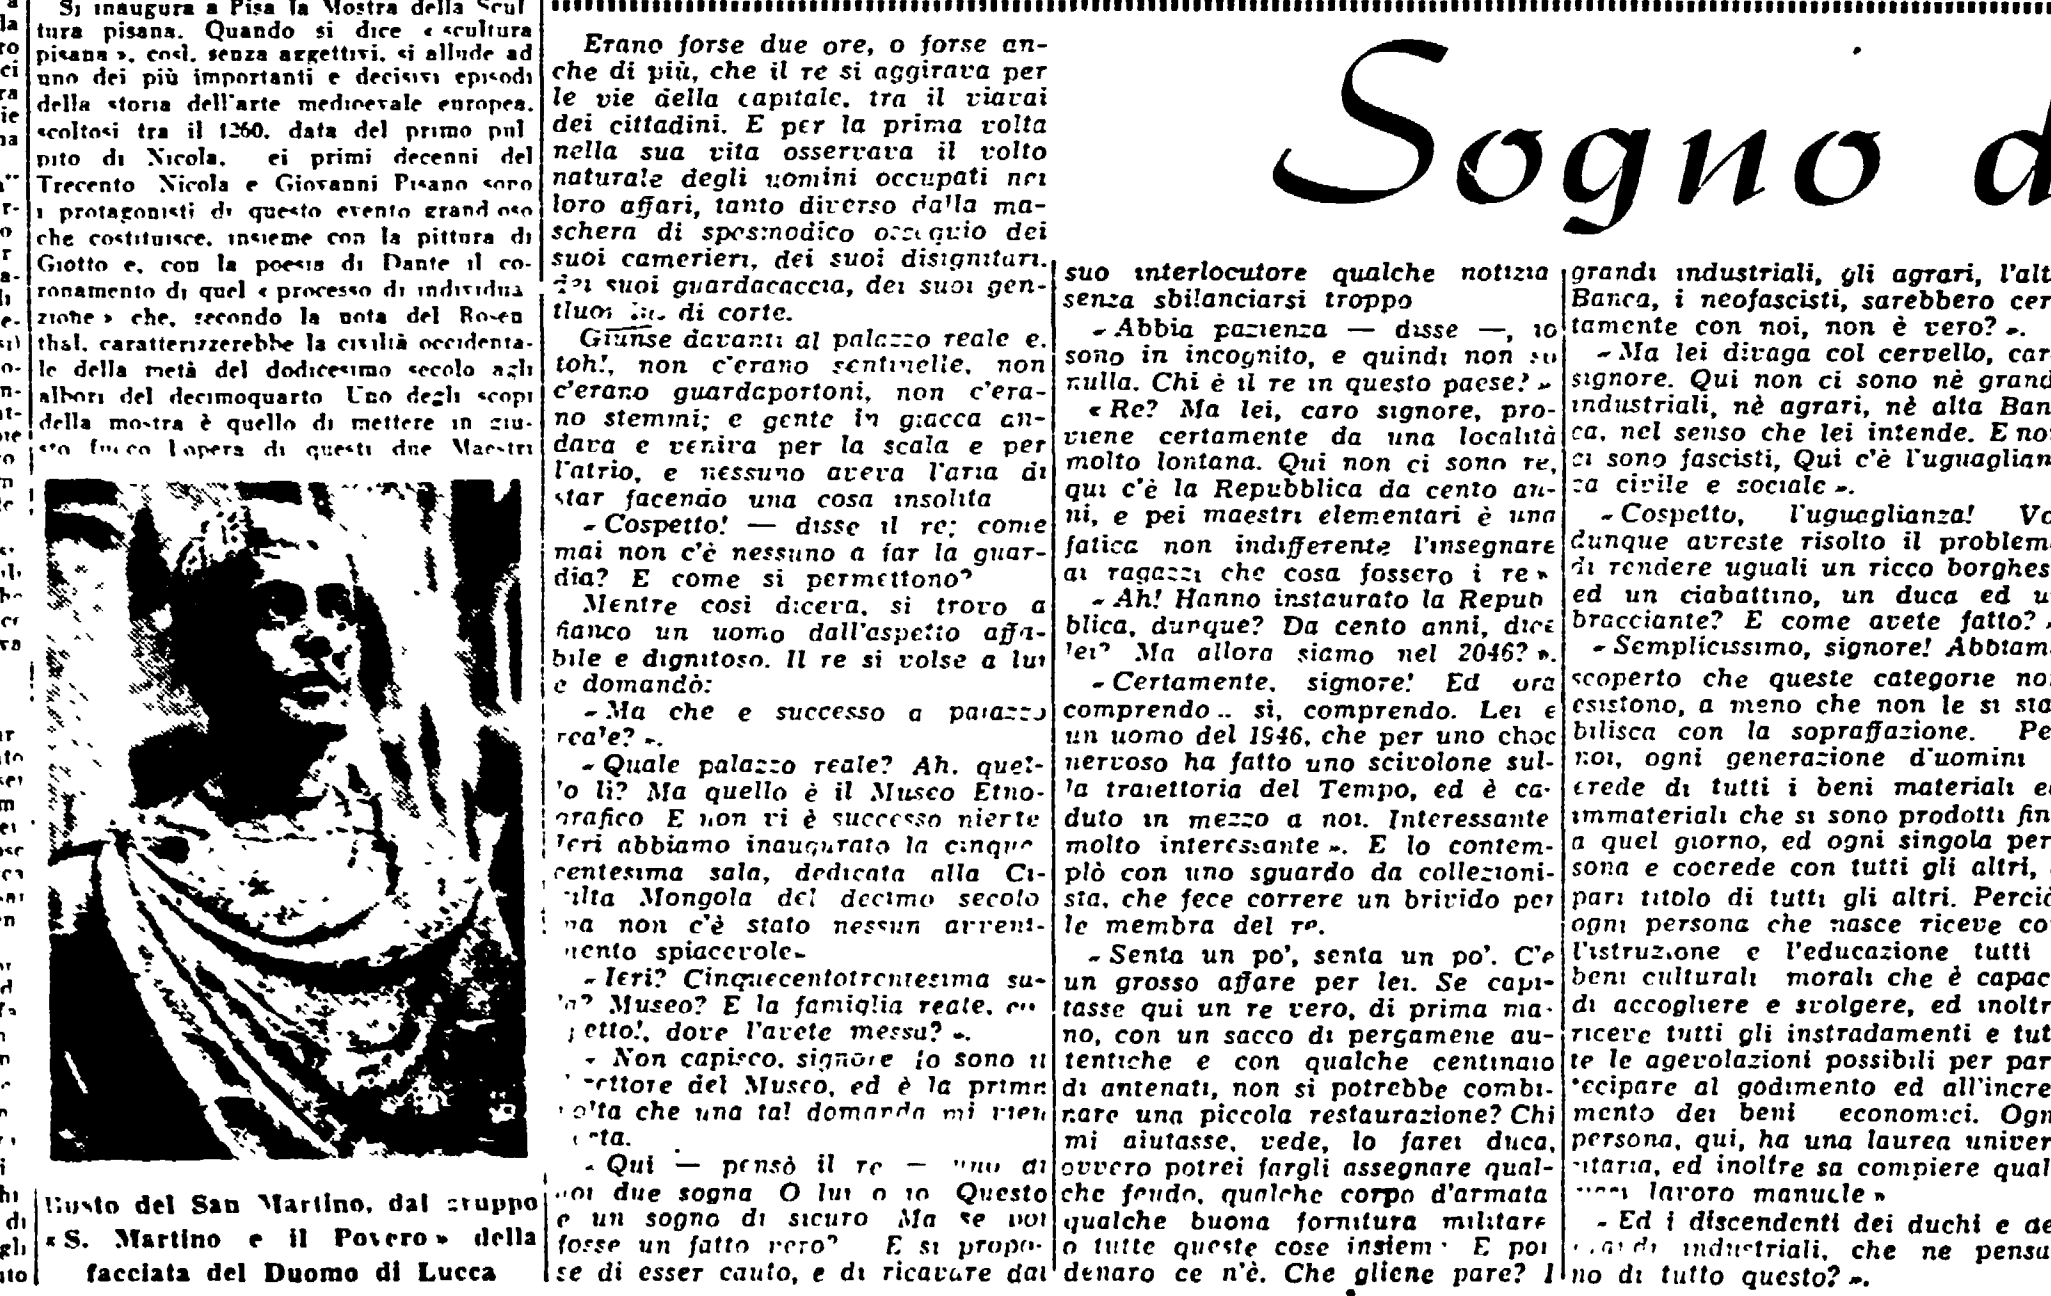 Si inaugura a Pisa la Mostra della Scul
tura pisana. Quando si dice « scultura
pisana », così, senza aggettivi, si allude ad
uno dei più importanti e decisivi episodi
della storia dell'arte medioevale europea,
scoltosi tra il 1260, data del primo pul
pito di Nicola, ei primi decenni del
Trecento Nicola e Giovanni Pisano sono
i protagonisti di questo evento grand oso
che costituisce, insieme con la pittura di
Giotto e, con la poesia di Dante il co-
ronamento di quel « processo di individua
zione » che, secondo la nota del Rosen
thal, caratterizzerebbe la civiltà occidenta-
le della metà del dodicesimo secolo agli
albori del decimoquarto Uno degli scopi
della mostra è quello di mettere in giu-
sto fuoco l opera di questi due Maestri
Busto del San Martino, dal gruppo
« S. Martino e il Povero » della
facciata del Duomo di Lucca
Sogno d
Erano forse due ore, o forse an-
che di più, che il re si aggirava per
le vie della capitale, tra il viavai
dei cittadini. E per la prima volta
nella sua vita osservava il volto
naturale degli uomini occupati nei
loro affari, tanto diverso dalla ma-
schera di spasmodico ossequio dei
suoi camerieri, dei suoi disignitari,
dei suoi guardacaccia, dei suoi gen-
tluomini di corte.
Giunse davanti al palazzo reale e,
toh!, non c'erano sentinelle, non
c'erano guardaportoni, non c'era-
no stemmi; e gente in giacca an-
dava e veniva per la scala e per
l'atrio, e nessuno aveva l'aria di
star facendo una cosa insolita
« Cospetto! — disse il re; come
mai non c'è nessuno a far la guar-
dia? E come si permettono?
Mentre così diceva, si trovo a
fianco un uomo dall'aspetto affa-
bile e dignitoso. Il re si volse a lui
e domandò:
« Ma che e successo a palazzo
reale? ».
« Quale palazzo reale? Ah, quel-
lo lì? Ma quello è il Museo Etno-
grafico E non vi è successo niente
Ieri abbiamo inaugurato la cinque
centesima sala, dedicata alla Ci-
viltà Mongola del decimo secolo
ma non c'è stato nessun avveni-
mento spiacevole»
« Ieri? Cinquecentotrentesima sa-
la? Museo? E la famiglia reale, co
petto!, dove l'avete messa? ».
« Non capisco, signore Io sono il
direttore del Museo, ed è la prima
volta che una tal domanda mi vien
« Qui — pensò il re — uno di
noi due sogna O lui o io Questo
e un sogno di sicuro Ma se poi
fosse un fatto vero? E si propo-
se di esser cauto, e di ricavare dal
suo interlocutore qualche notizia
senza sbilanciarsi troppo
« Abbia pazienza — disse —, io
sono in incognito, e quindi non so
nulla. Chi è il re in questo paese? »
« Re? Ma lei, caro signore, pro-
viene certamente da una località
molto lontana. Qui non ci sono re,
qui c'è la Repubblica da cento an-
ni, e pei maestri elementari è una
fatica non indifferente l'insegnare
ai ragazzi che cosa fossero i re »
« Ah! Hanno instaurato la Repub
blica, dunque? Da cento anni, dice
lei? Ma allora siamo nel 2046? ».
« Certamente, signore! Ed ora
comprendo .. sì, comprendo. Lei e
un uomo del 1946, che per uno choc
nervoso ha fatto uno scivolone sul-
la traiettoria del Tempo, ed è ca-
duto in mezzo a noi. Interessante
molto interessante ». E lo contem-
plò con uno sguardo da collezioni-
sta, che fece correre un brivido per
le membra del re.
« Senta un po', senta un po'. C'e
un grosso affare per lei. Se capi-
tasse qui un re vero, di prima ma-
no, con un sacco di pergamene au-
tentiche e con qualche centinaio
di antenati, non si potrebbe combi-
nare una piccola restaurazione? Chi
mi aiutasse, vede, lo farei duca,
ovvero potrei fargli assegnare qual-
che feudo, qualche corpo d'armata
qualche buona fornitura militare
o tutte queste cose insiem E poi
denaro ce n'è. Che gliene pare? I
grandi industriali, gli agrari, l'alt
Banca, i neofascisti, sarebbero cer
tamente con noi, non è vero? ».
« Ma lei divaga col cervello, car
signore. Qui non ci sono nè grand
industriali, nè agrari, nè alta Ban
ca, nel senso che lei intende. E no
ci sono fascisti, Qui c'è l'uguaglian
za civile e sociale ».
« Cospetto, l'uguaglianza! Vo
dunque avreste risolto il problem
di rendere uguali un ricco borghes
ed un ciabattino, un duca ed u
bracciante? E come avete fatto? »
« Semplicissimo, signore! Abbiam
scoperto che queste categorie no
esistono, a meno che non le si sta
bilisca con la sopraffazione. Pe
noi, ogni generazione d'uomini
erede di tutti i beni materiali e
immateriali che si sono prodotti fin
a quel giorno, ed ogni singola per
sona e coerede con tutti gli altri,
pari titolo di tutti gli altri. Perciò
ogni persona che nasce riceve co
l'istruzione e l'educazione tutti
beni culturali morali che è capac
di accogliere e svolgere, ed inoltr
riceve tutti gli instradamenti e tut
te le agevolazioni possibili per par
tecipare al godimento ed all'incre
mento dei beni economici. Ogn
persona, qui, ha una laurea univer
sitaria, ed inoltre sa compiere qual
lavoro manuale »
« Ed i discendenti dei duchi e de
industriali, che ne pensa
no di tutto questo? ».